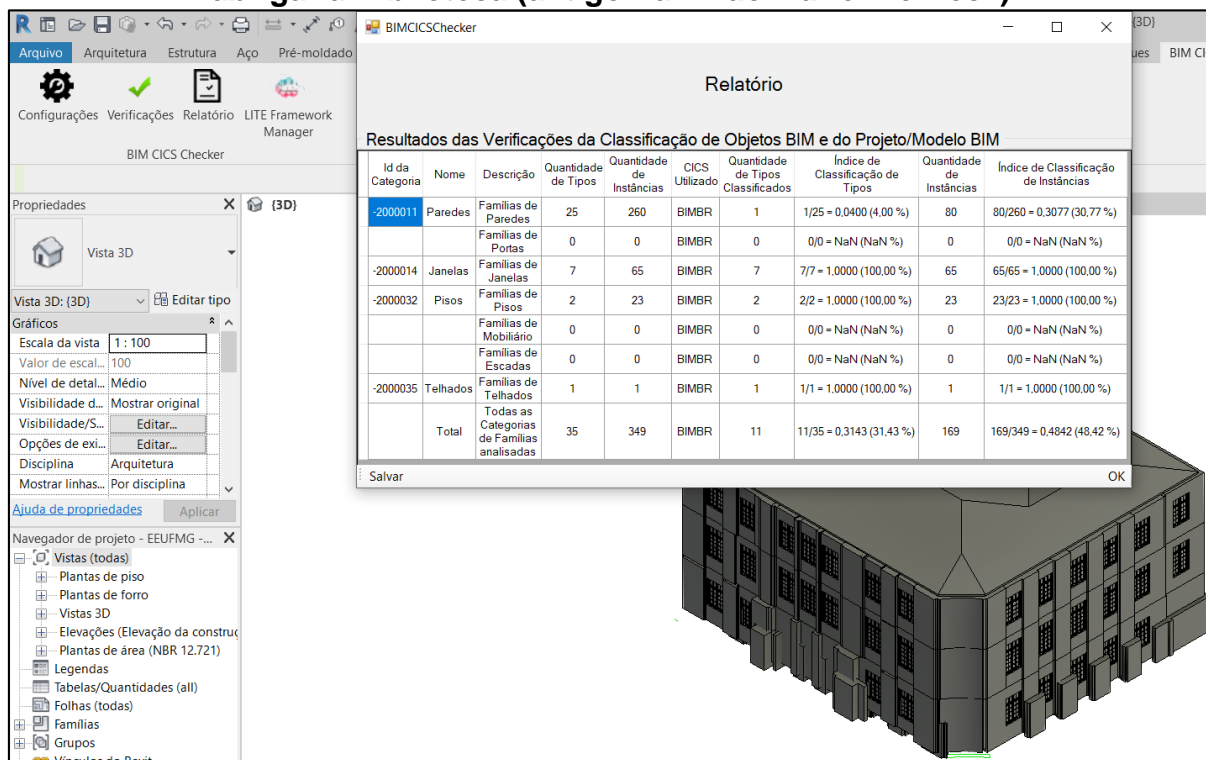 {3D}
Arquivo Arquitetura Estrutura Aço Pré-moldado
BIM CI
Configurações Verificações Relatório LITE Framework
Manager
BIM CICS Checker
BIMCICSChecker
Relatório
Resultados das Verificações da Classificação de Objetos BIM e do Projeto/Modelo BIM
Id da Categoria Nome Descrição Quantidade de Tipos Quantidade de Instâncias CICS Utilizado Quantidade de Tipos Classificados Índice de Classificação de Tipos Quantidade de Instâncias Índice de Classificação de Instâncias
-2000011 Paredes Famílias de Paredes 25 260 BIMBR 1 1/25 = 0,0400 (4,00 %) 80 80/260 = 0,3077 (30,77 %)
Famílias de Portas 0 0 BIMBR 0 0/0 = NaN (NaN %) 0 0/0 = NaN (NaN %)
-2000014 Janelas Famílias de Janelas 7 65 BIMBR 7 7/7 = 1,0000 (100,00 %) 65 65/65 = 1,0000 (100,00 %)
-2000032 Pisos Famílias de Pisos 2 23 BIMBR 2 2/2 = 1,0000 (100,00 %) 23 23/23 = 1,0000 (100,00 %)
Famílias de Mobiliário 0 0 BIMBR 0 0/0 = NaN (NaN %) 0 0/0 = NaN (NaN %)
Famílias de Escadas 0 0 BIMBR 0 0/0 = NaN (NaN %) 0 0/0 = NaN (NaN %)
-2000035 Telhados Famílias de Telhados 1 1 BIMBR 1 1/1 = 1,0000 (100,00 %) 1 1/1 = 1,0000 (100,00 %)
Total Todas as Categorias de Famílias analisadas 35 349 BIMBR 11 11/35 = 0,3143 (31,43 %) 169 169/349 = 0,4842 (48,42 %)
Salvar OK
Propriedades
{3D}
Vista 3D
Vista 3D: {3D} Editar tipo
Gráficos
Escala da vista 1 : 100
Valor de escal... 100
Nível de detal... Médio
Visibilidade d... Mostrar original
Visibilidade/S... Editar...
Opções de exi... Editar...
Disciplina Arquitetura
Mostrar linhas... Por disciplina
Ajuda de propriedades Aplicar
Navegador de projeto - EEUFMG -...
Vistas (todas)
Plantas de piso
Plantas de forro
Vistas 3D
Elevações (Elevação da construç
Plantas de área (NBR 12.721)
Legendas
Tabelas/Quantidades (all)
Folhas (todas)
Famílias
Grupos